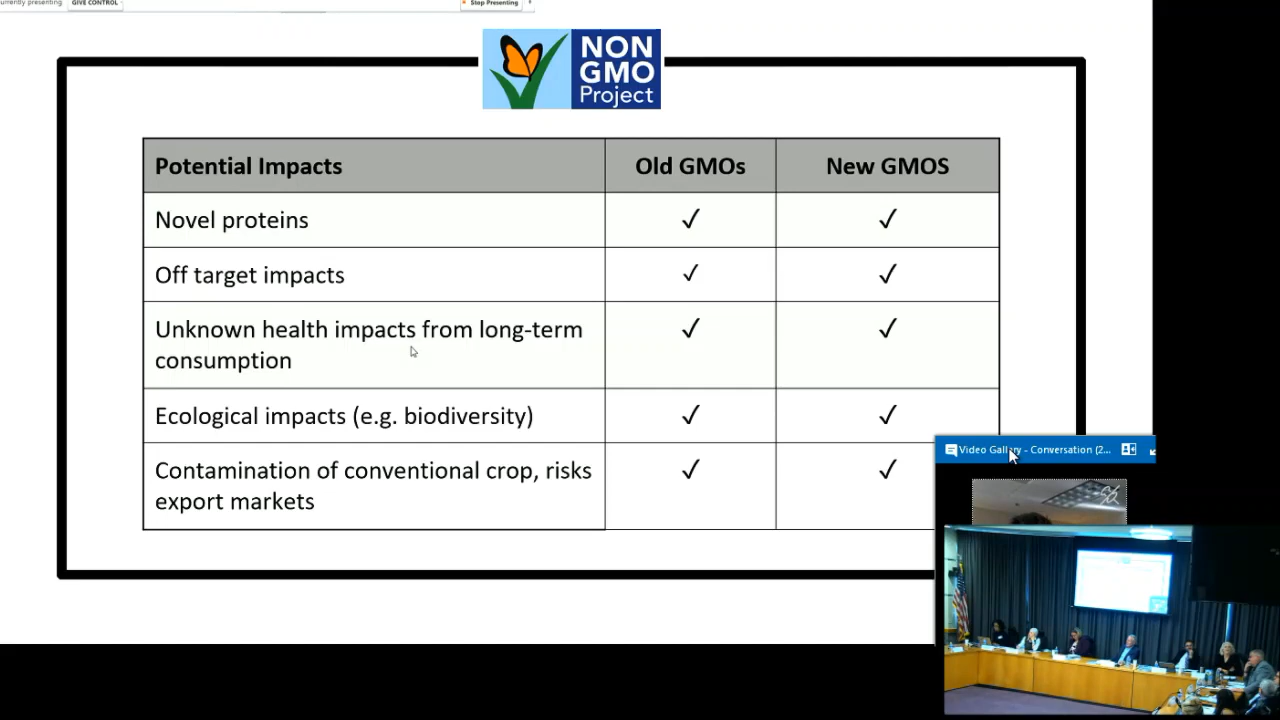 urrently presenting GIVE CONTROL Stop Presenting
NON
GMO
Project
Potential Impacts Old GMOs New GMOS
Novel proteins ✓ ✓
Off target impacts ✓ ✓
Unknown health impacts from long-term ✓ ✓
consumption
Ecological impacts (e.g. biodiversity) ✓ ✓
Contamination of conventional crop, risks ✓ ✓
export markets
Video Gallery - Conversation (2...